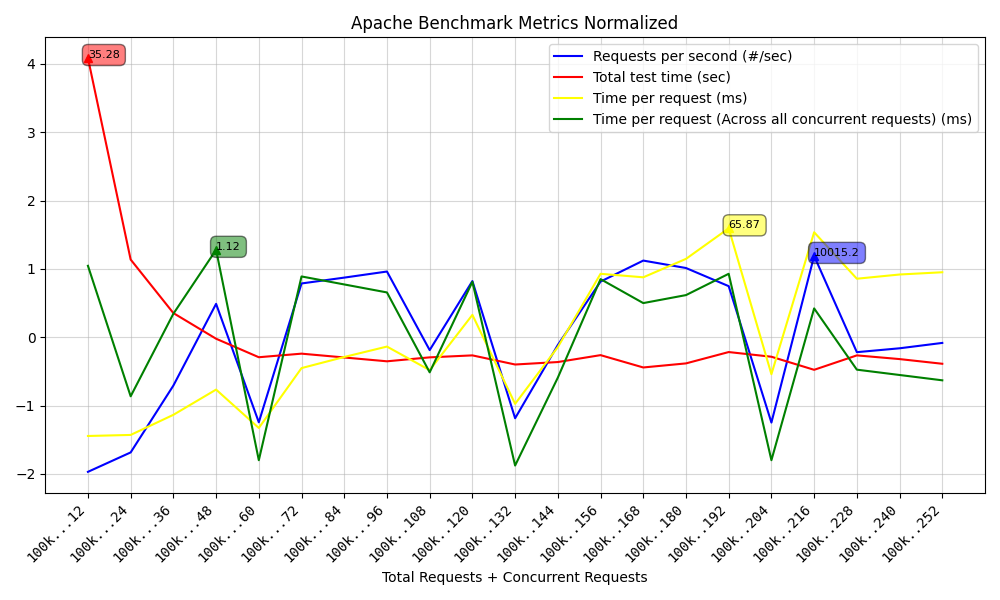 Apache Benchmark Metrics Normalized
35.28
Requests per second (#/sec)
Total test time (sec)
Time per request (ms)
Time per request (Across all concurrent requests) (ms)
4
3
2
1
0
−1
−2
1.12
65.87
10015.2
100k...12
100k...24
100k...36
100k...48
100k...60
100k...72
100k...84
100k...96
100k..108
100k..120
100k..132
100k..144
100k..156
100k..168
100k..180
100k..192
100k..204
100k..216
100k..228
100k..240
100k..252
Total Requests + Concurrent Requests